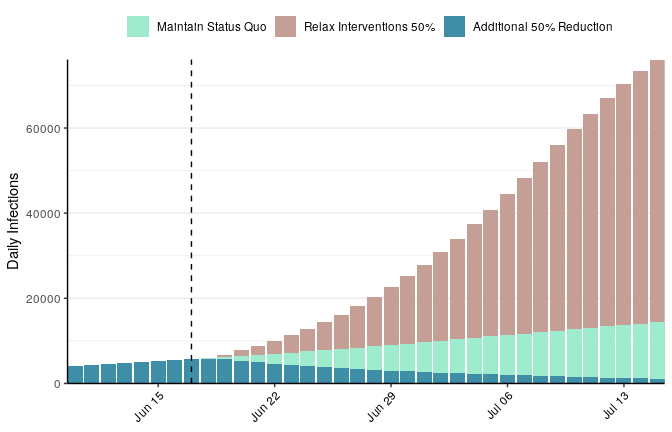 Maintain Status Quo Relax Interventions 50% Additional 50% Reduction
Daily Infections
60000
40000
20000
0
Jun 15 Jun 22 Jun 29 Jul 06 Jul 13